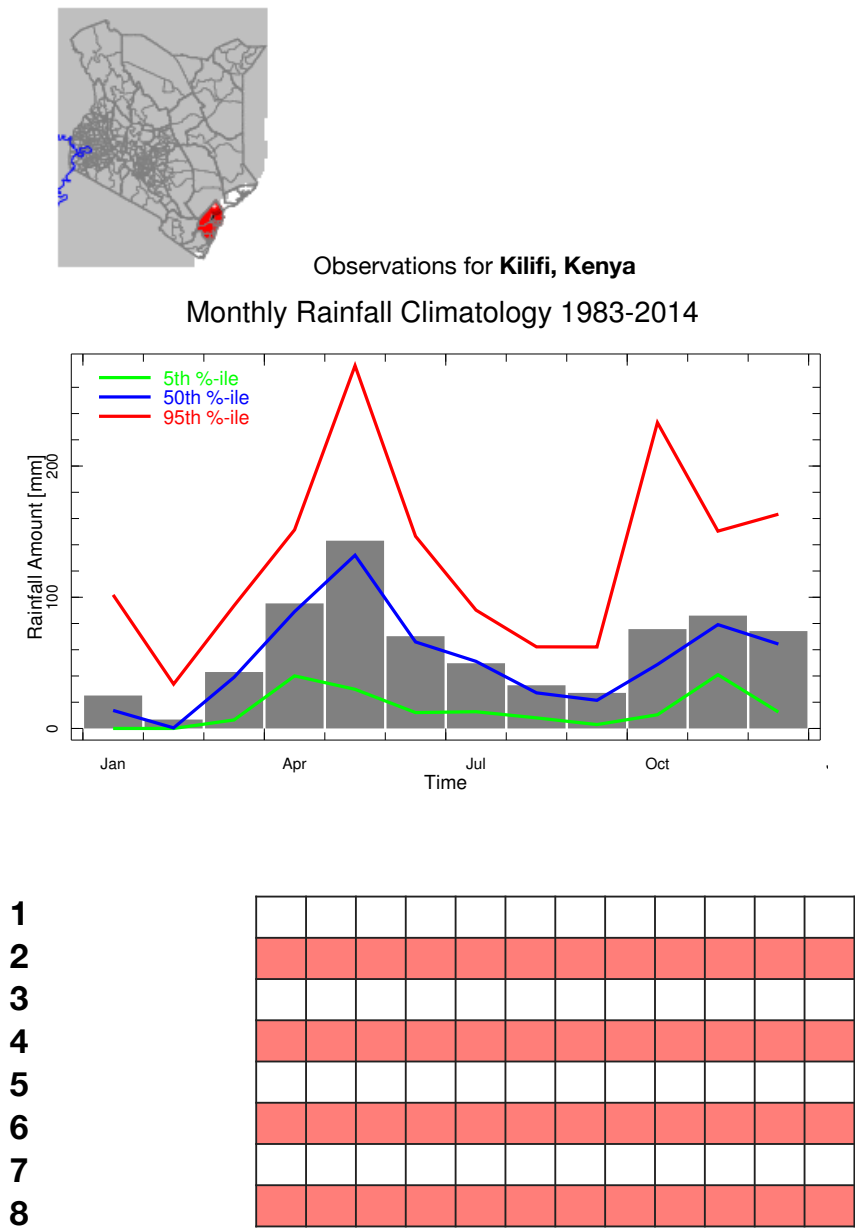 Observations for Kilifi, Kenya
Monthly Rainfall Climatology 1983-2014
5th %-ile
50th %-ile
95th %-ile
Rainfall Amount [mm]
200
100
0
Jan Apr Jul Oct
Time
1
2
3
4
5
6
7
8